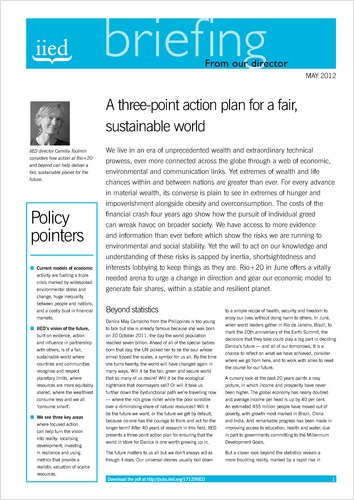 iied
briefing
From our director
MAY 2012
IIED director Camilla Toulmin
considers how action at Rio+20
and beyond can help deliver a
fair, sustainable planet for the
future.
A three-point action plan for a fair,
sustainable world
We live in an era of unprecedented wealth and extraordinary technical
prowess, ever more connected across the globe through a web of economic,
environmental and communication links. Yet extremes of wealth and life
chances within and between nations are greater than ever. For every advance
in material wealth, its converse is plain to see in extremes of hunger and
impoverishment alongside obesity and overconsumption. The costs of the
financial crash four years ago show how the pursuit of individual greed
can wreak havoc on broader society. We have access to more evidence
and information than ever before which show the risks we are running to
environmental and social stability. Yet the will to act on our knowledge and
understanding of these risks is sapped by inertia, shortsightedness and
interests lobbying to keep things as they are. Rio+20 in June offers a vitally
needed arena to urge a change in direction and gear our economic model to
generate fair shares, within a stable and resilient planet.
Policy
pointers
Current models of economic
activity are fuelling a triple
crisis marked by widespread
environmental stress and
change, huge inequality
between people and nations,
and a costly bust in financial
markets.
IIED's vision of the future,
built on evidence, action
and influence in partnership
with others, is of a fair,
sustainable world where
countries and communities
recognise and respect
planetary limits, where
resources are more equitably
shared, where the wealthiest
consume less and we all
'consume smart'.
We see three key areas
where focused action
can help turn the vision
into reality: localising
development, investing
in resilience and using
metrics that provide a
realistic valuation of scarce
resources.
Beyond statistics
Danica May Camacho from the Philippines is too young
to talk but she is already famous because she was born
on 30 October 2011, the day the world population
reached seven billion. Ahead of all of the special babies
born that day, the UN picked her to be the soul whose
arrival tipped the scales, a symbol for us all. By the time
she turns twenty, the world will have changed again in
many ways. Will it be the fair, green and secure world
that so many of us desire? Will it be the ecological
nightmare that doomsayers sell? Or will it take us
further down the dysfunctional path we're travelling now
— where the rich grow richer while the poor scrabble
over a diminishing share of natural resources? Will it
be the future we want, or the future we get by default,
because no-one has the courage to think and act for the
longer term? After 40 years of research in this field, IIED
presents a three-point action plan for ensuring that the
world in store for Danica is one worth growing up in.
The future matters to us all but we don't always act as
though it does. Our universal desires usually boil down
to a simple recipe of health, security and freedom to
enjoy our lives without doing harm to others. In June,
when world leaders gather in Rio de Janeiro, Brazil, to
mark the 20th anniversary of the Earth Summit, the
decisions that they take could play a big part in deciding
Danica's future — and all of our tomorrows. It is a
chance to reflect on what we have achieved, consider
where we go from here, and to work with allies to reset
the course for our future.
A cursory look at the past 20 years paints a rosy
picture, in which income and prosperity have never
been higher. The global economy has nearly doubled
and average income per head is up by 40 per cent.
An estimated 455 million people have moved out of
poverty, with growth most marked in Brazil, China
and India. And remarkable progress has been made in
improving access to education, health and water, due
in part to governments committing to the Millennium
Development Goals.
But a closer look beyond the statistics reveals a
more troubling reality, marked by a rapid rise in
Download the pdf at http://pubs.iied.org/17129IIED
1